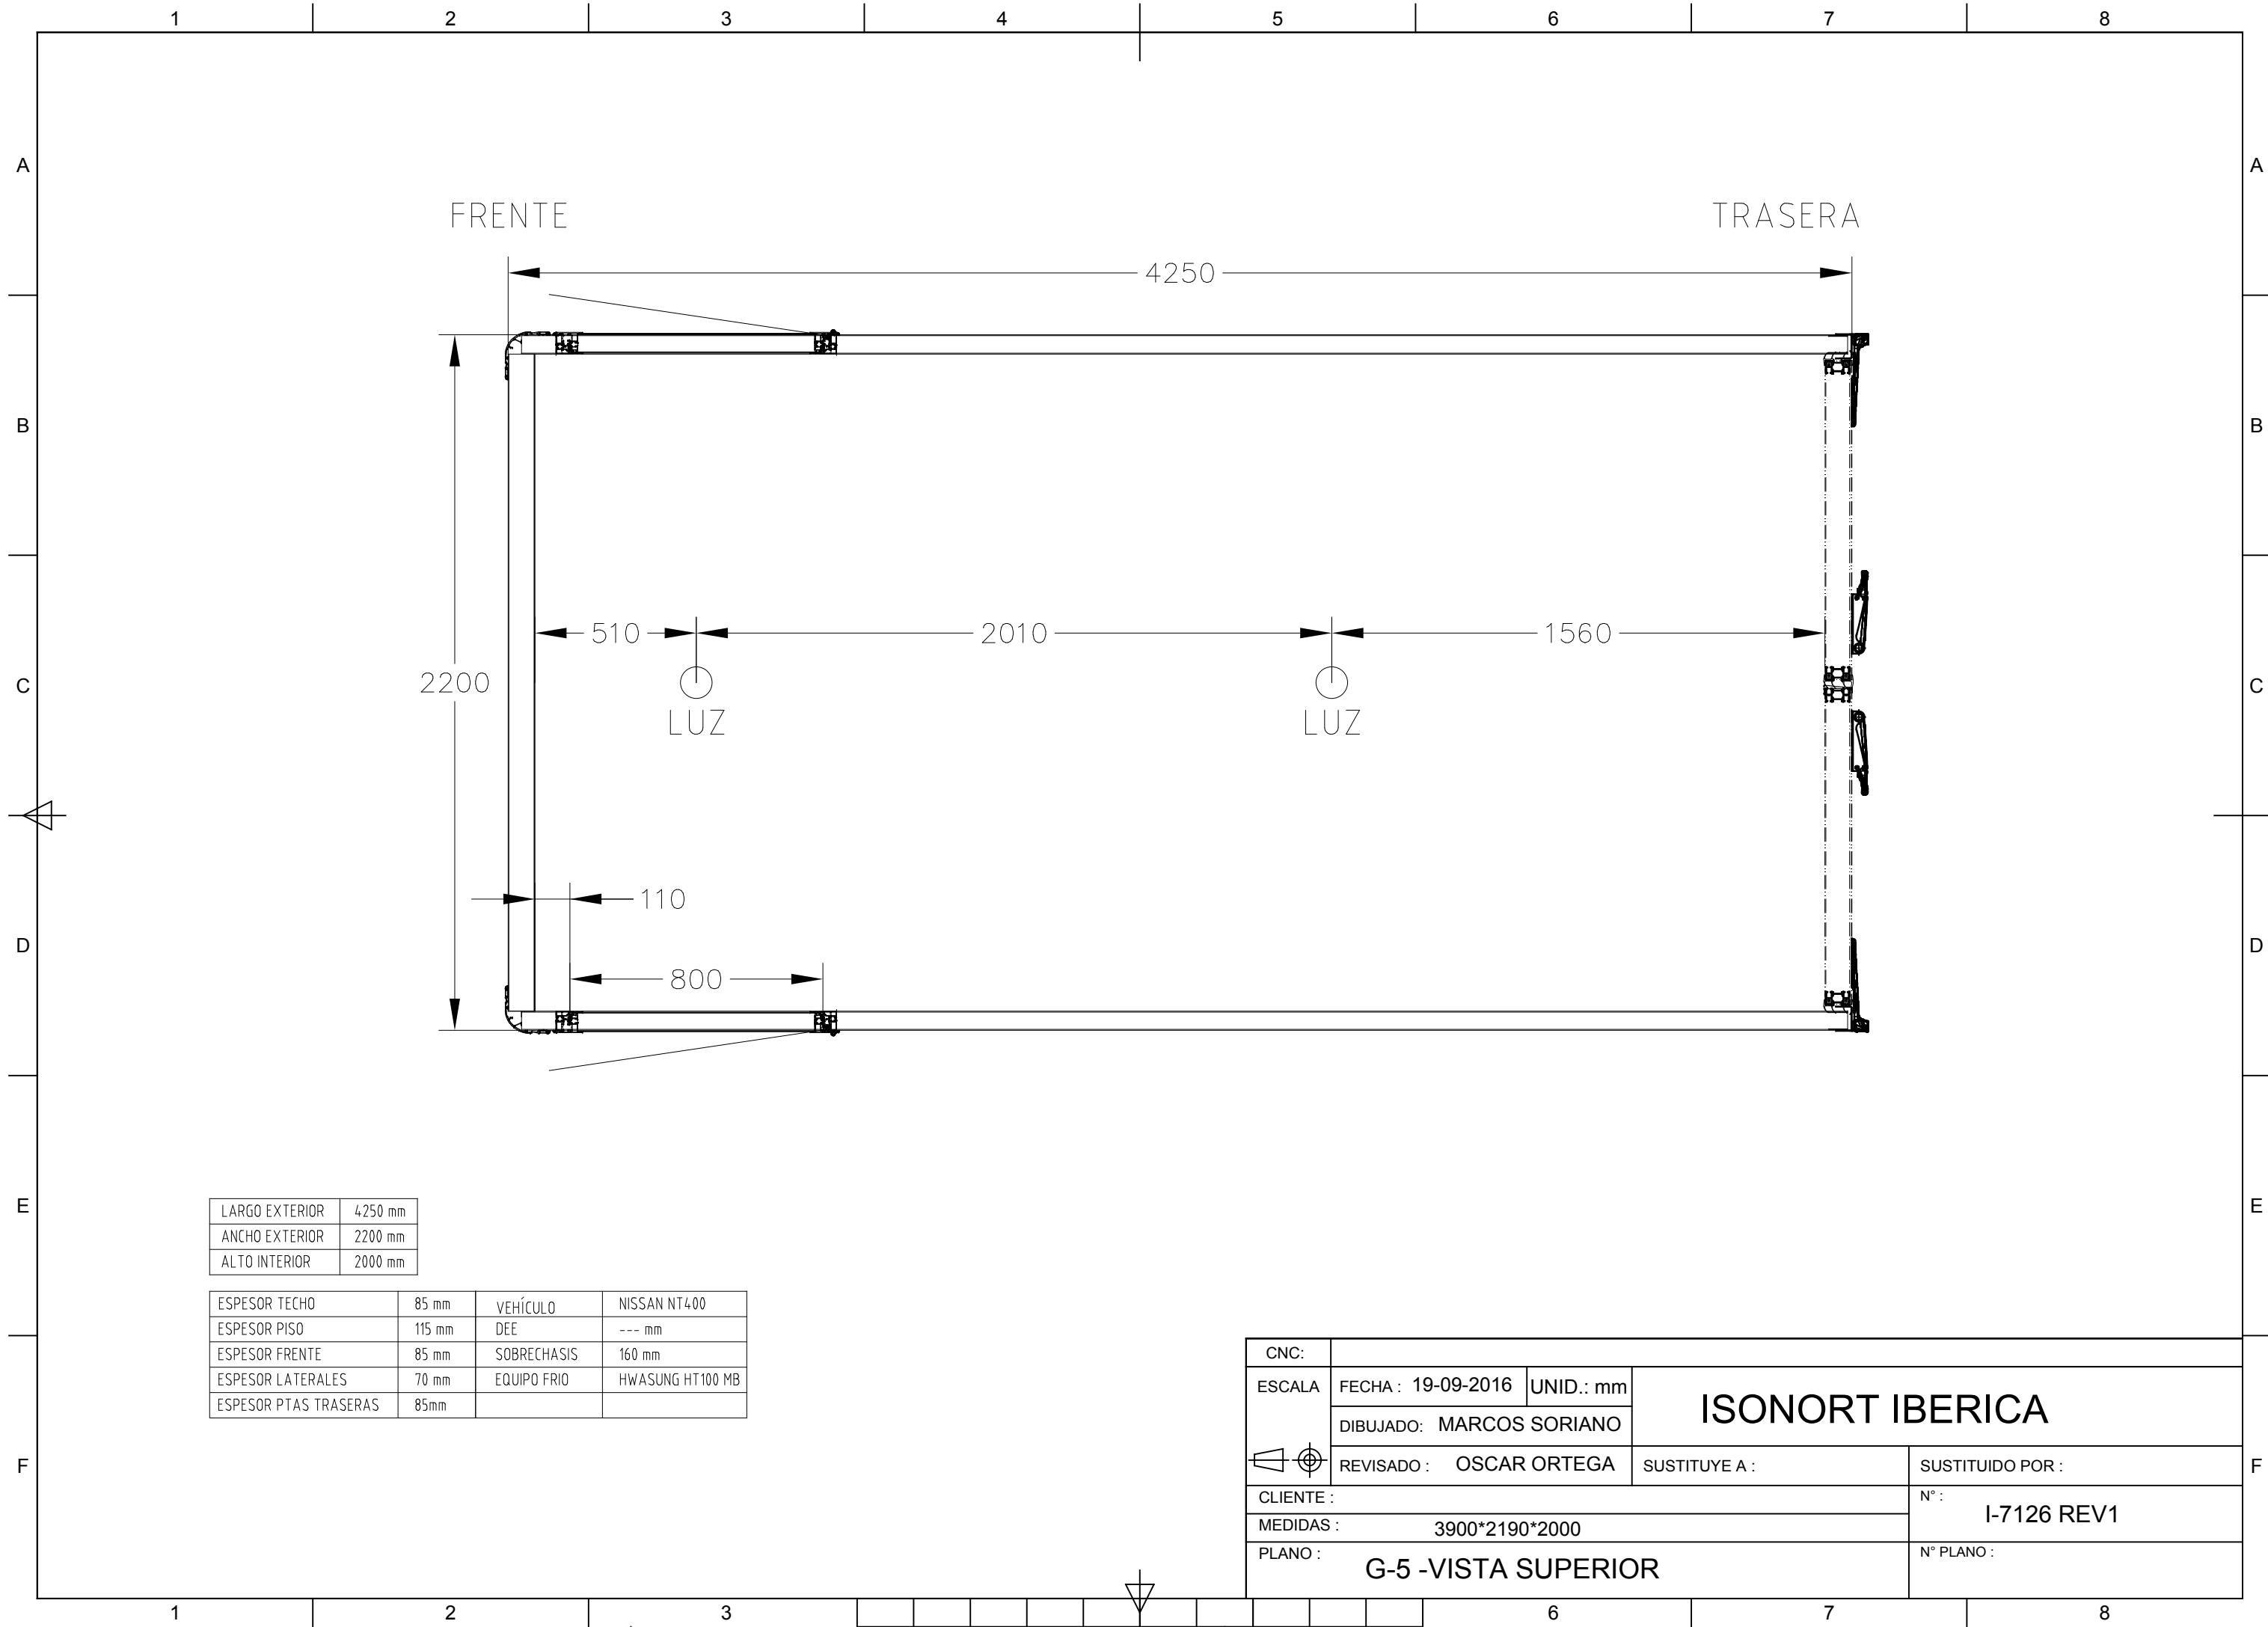 1 2 3 4 5 6 7 8
A A
FRENTE TRASERA
4250
B B
510 2010 1560
2200
C C
LUZ LUZ
110
D D
800
E E
LARGO EXTERIOR 4250 mm
ANCHO EXTERIOR 2200 mm
ALTO INTERIOR 2000 mm
ESPESOR TECHO 85 mm VEHÍCULO NISSAN NT400
ESPESOR PISO 115 mm DEE --- mm
ESPESOR FRENTE 85 mm SOBRECHASIS 160 mm
ESPESOR LATERALES 70 mm EQUIPO FRIO HWASUNG HT100 MB
ESPESOR PTAS TRASERAS 85mm
CNC:
ESCALA FECHA : 19-09-2016 UNID.: mm
ISONORT IBERICA
DIBUJADO: MARCOS SORIANO
F F
REVISADO : OSCAR ORTEGA SUSTITUYE A : SUSTITUIDO POR :
CLIENTE :
N° : I-7126 REV1
MEDIDAS : 3900*2190*2000
PLANO : G-5 -VISTA SUPERIOR
N° PLANO :
1 2 3 6 7 8